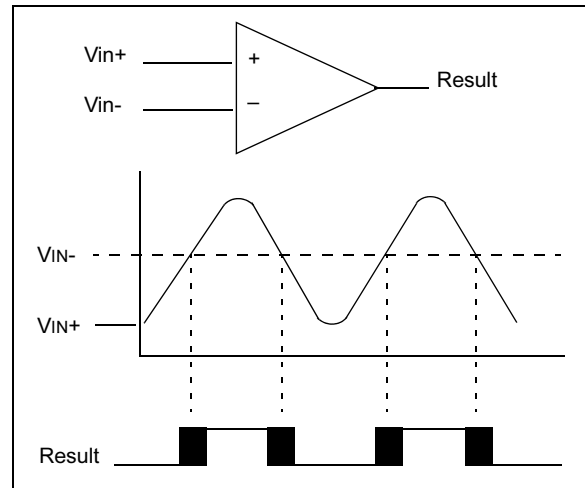 Vin+
+
Result
Vin-
–
VIN-
VIN+
Result